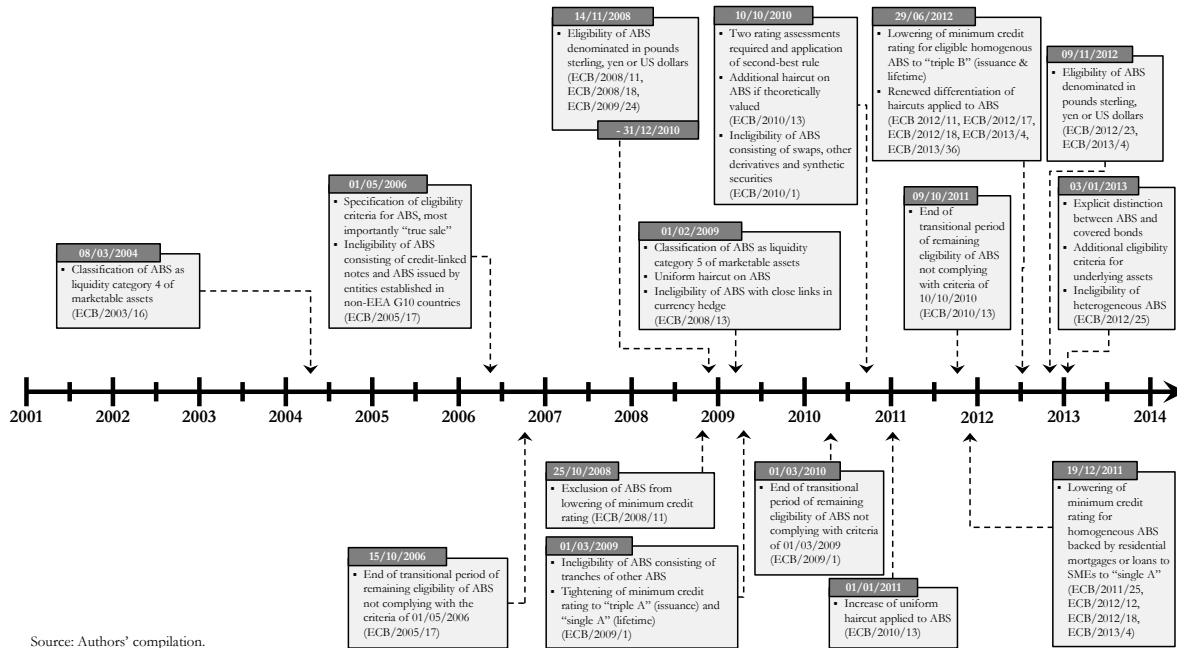 14/11/2008
▪ Eligibility of ABS
denominated in pounds
sterling, yen or US dollars
(ECB/2008/11,
ECB/2008/18,
ECB/2009/24)
- 31/12/2010
10/10/2010
▪ Two rating assessments
required and application
of second-best rule
▪ Additional haircut on
ABS if theoretically
valued
(ECB/2010/13)
▪ Ineligibility of ABS
consisting of swaps, other
derivatives and synthetic
securities
(ECB/2010/1)
29/06/2012
▪ Lowering of minimum credit
rating for eligible homogenous
ABS to “triple B” (issuance &
lifetime)
▪ Renewed differentiation of
haircuts applied to ABS
(ECB 2012/11, ECB/2012/17,
ECB/2012/18, ECB/2013/4,
ECB/2013/36)
09/11/2012
▪ Eligibility of ABS
denominated in
pounds sterling,
yen or US dollars
(ECB/2012/23,
ECB/2013/4)
01/05/2006
▪ Specification of eligibility
criteria for ABS, most
importantly “true sale”
▪ Ineligibility of ABS
consisting of credit-linked
notes and ABS issued by
entities established in
non-EEA G10 countries
(ECB/2005/17)
08/03/2004
▪ Classification of ABS as
liquidity category 4 of
marketable assets
(ECB/2003/16)
01/02/2009
▪ Classification of ABS as liquidity
category 5 of marketable assets
▪ Uniform haircut on ABS
▪ Ineligibility of ABS with close links in
currency hedge
(ECB/2008/13)
09/10/2011
▪ End of
transitional period
of remaining
eligibility of ABS
not complying
with criteria of
10/10/2010
(ECB/2010/13)
03/01/2013
▪ Explicit distinction
between ABS and
covered bonds
▪ Additional eligibility
criteria for
underlying assets
▪ Ineligibility of
heterogeneous ABS
(ECB/2012/25)
2001 2002 2003 2004 2005 2006 2007 2008 2009 2010 2011 2012 2013 2014
25/10/2008
▪ Exclusion of ABS from
lowering of minimum credit
rating (ECB/2008/11)
01/03/2010
▪ End of transitional
period of remaining
eligibility of ABS not
complying with criteria
of 01/03/2009
(ECB/2009/1)
19/12/2011
▪ Lowering of
minimum credit
rating for
homogeneous ABS
backed by residential
mortgages or loans to
SMEs to “single A”
(ECB/2011/25,
ECB/2012/12,
ECB/2012/18,
ECB/2013/4)
15/10/2006
▪ End of transitional period of
remaining eligibility of ABS
not complying with the
criteria of 01/05/2006
(ECB/2005/17)
01/03/2009
▪ Ineligibility of ABS consisting of
tranches of other ABS
▪ Tightening of minimum credit
rating to “triple A” (issuance) and
“single A” (lifetime)
(ECB/2009/1)
01/01/2011
▪ Increase of uniform
haircut applied to ABS
(ECB/2010/13)
Source: Authors’ compilation.